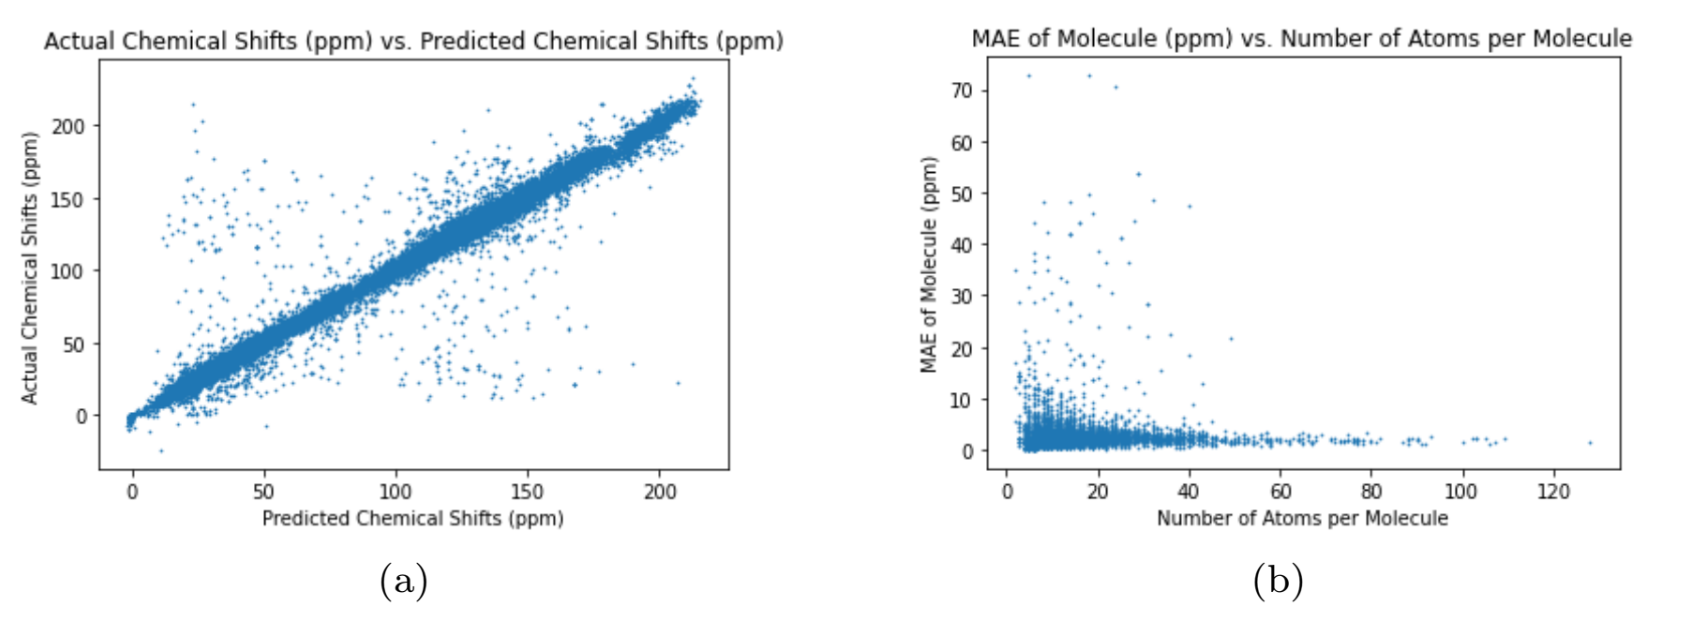 Actual Chemical Shifts (ppm) vs. Predicted Chemical Shifts (ppm)
Actual Chemical Shifts (ppm)
200
150
100
50
0
0 50 100 150 200
Predicted Chemical Shifts (ppm)
(a)
MAE of Molecule (ppm) vs. Number of Atoms per Molecule
MAE of Molecule (ppm)
70
60
50
40
30
20
10
0
0 20 40 60 80 100 120
Number of Atoms per Molecule
(b)